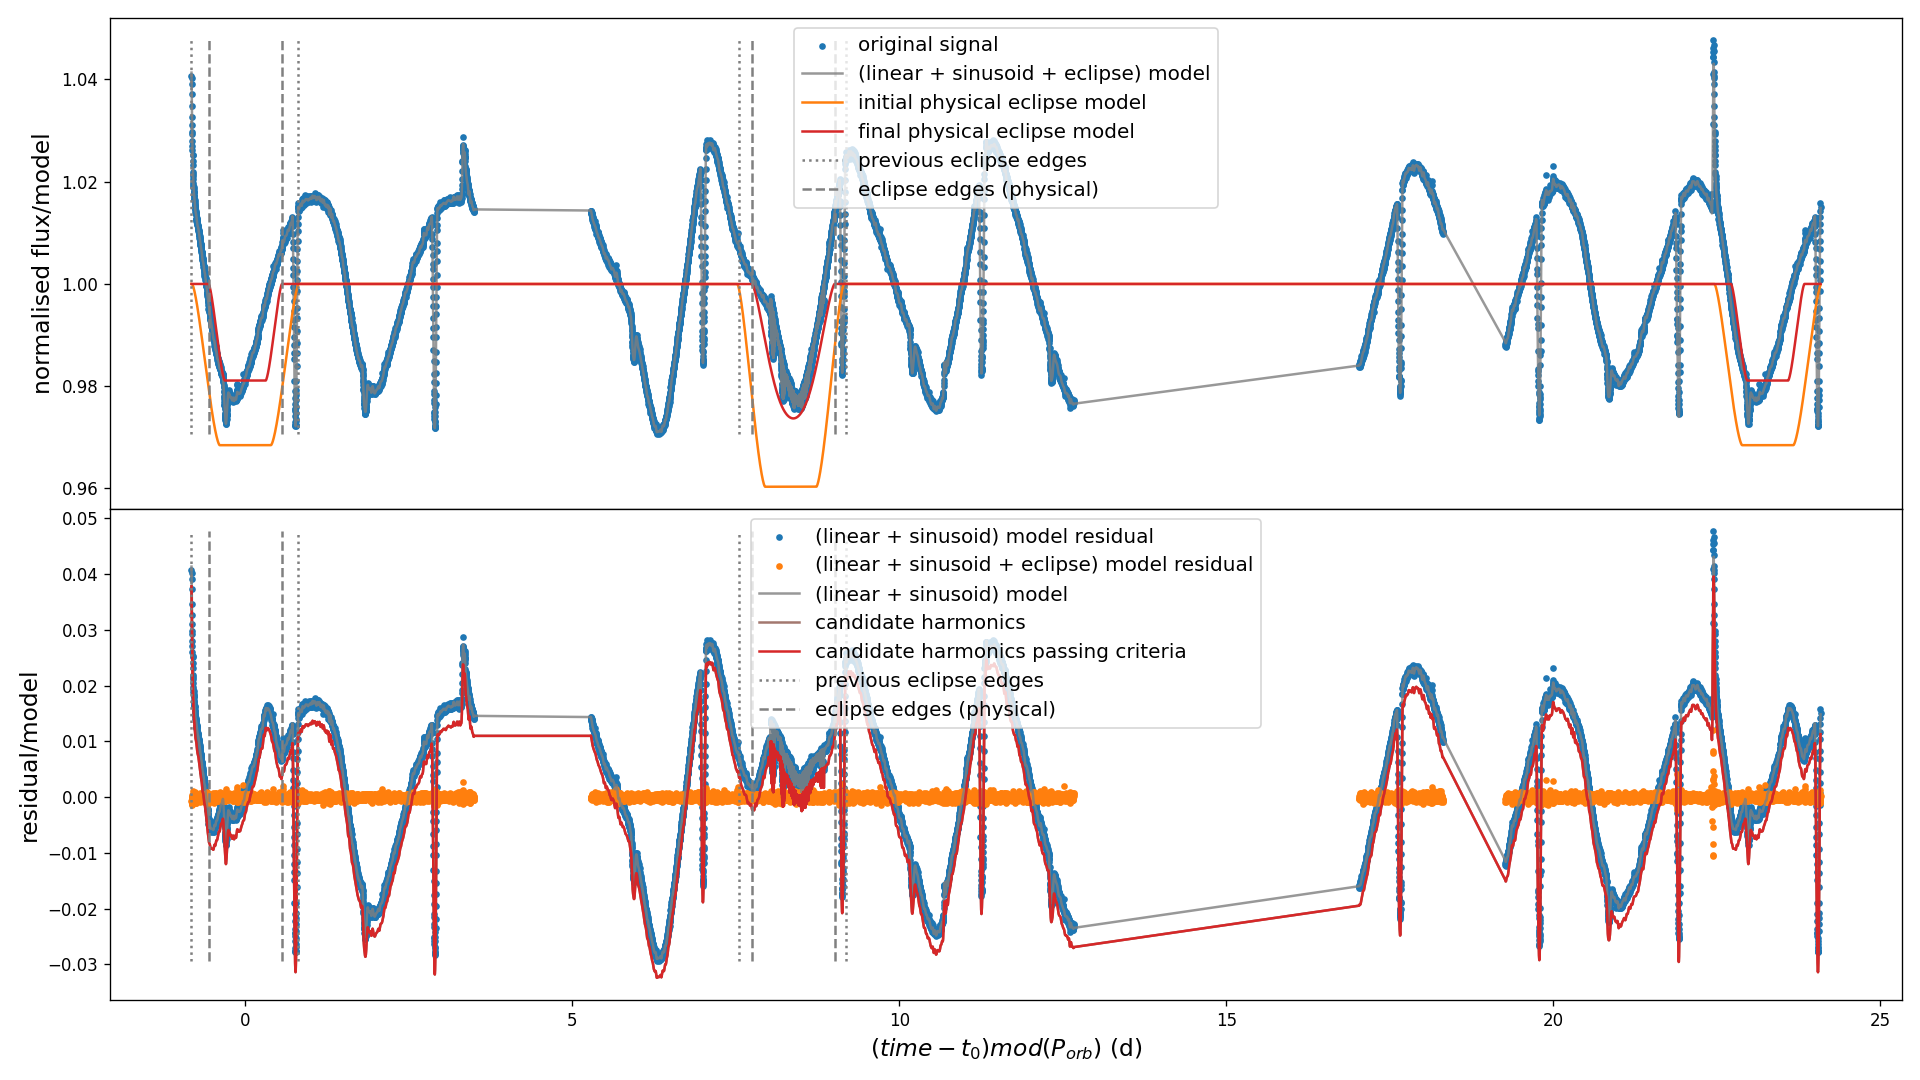 normalised flux/model
1.04
1.02
1.00
0.98
0.96
original signal
(linear + sinusoid + eclipse) model
initial physical eclipse model
final physical eclipse model
previous eclipse edges
eclipse edges (physical)
residual/model
0.05
0.04
0.03
0.02
0.01
0.00
−0.01
−0.02
−0.03
(linear + sinusoid) model residual
(linear + sinusoid + eclipse) model residual
(linear + sinusoid) model
candidate harmonics
candidate harmonics passing criteria
previous eclipse edges
eclipse edges (physical)
0 5 10 15 20 25
(time − t₀)mod(P_orb) (d)